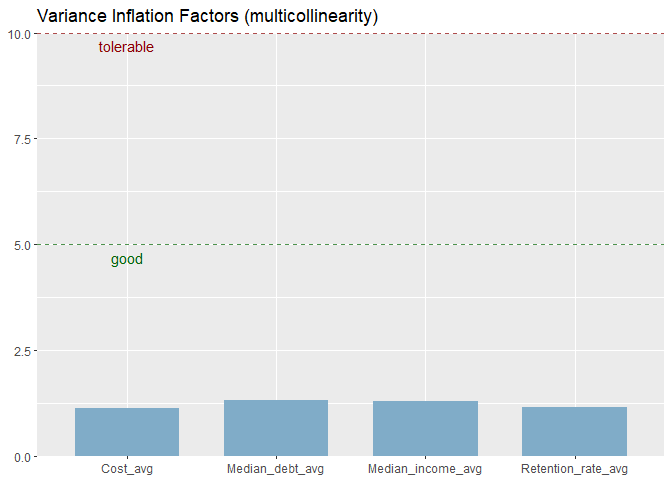 Variance Inflation Factors (multicollinearity)
10.0
tolerable
7.5
5.0
good
2.5
0.0
Cost_avg Median_debt_avg Median_income_avg Retention_rate_avg